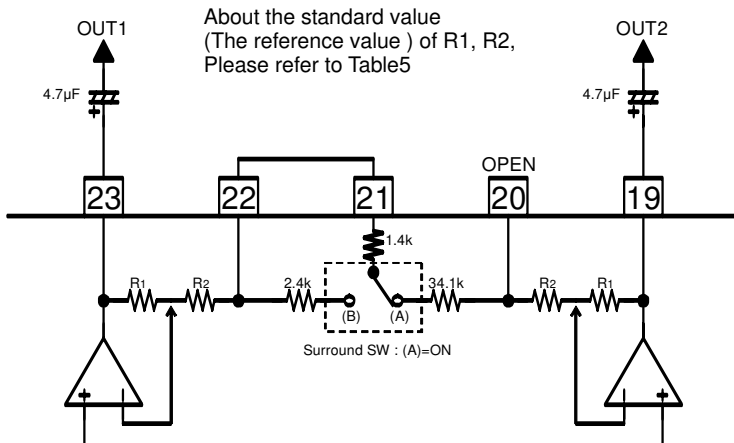 About the standard value
(The reference value ) of R1, R2,
Please refer to Table5
OUT1
OUT2
4.7µF
4.7µF
+
+
OPEN
23
22
21
20
19
1.4k
R1
R2
2.4k
34.1k
R2
R1
(B)
(A)
Surround SW : (A)=ON
+
+